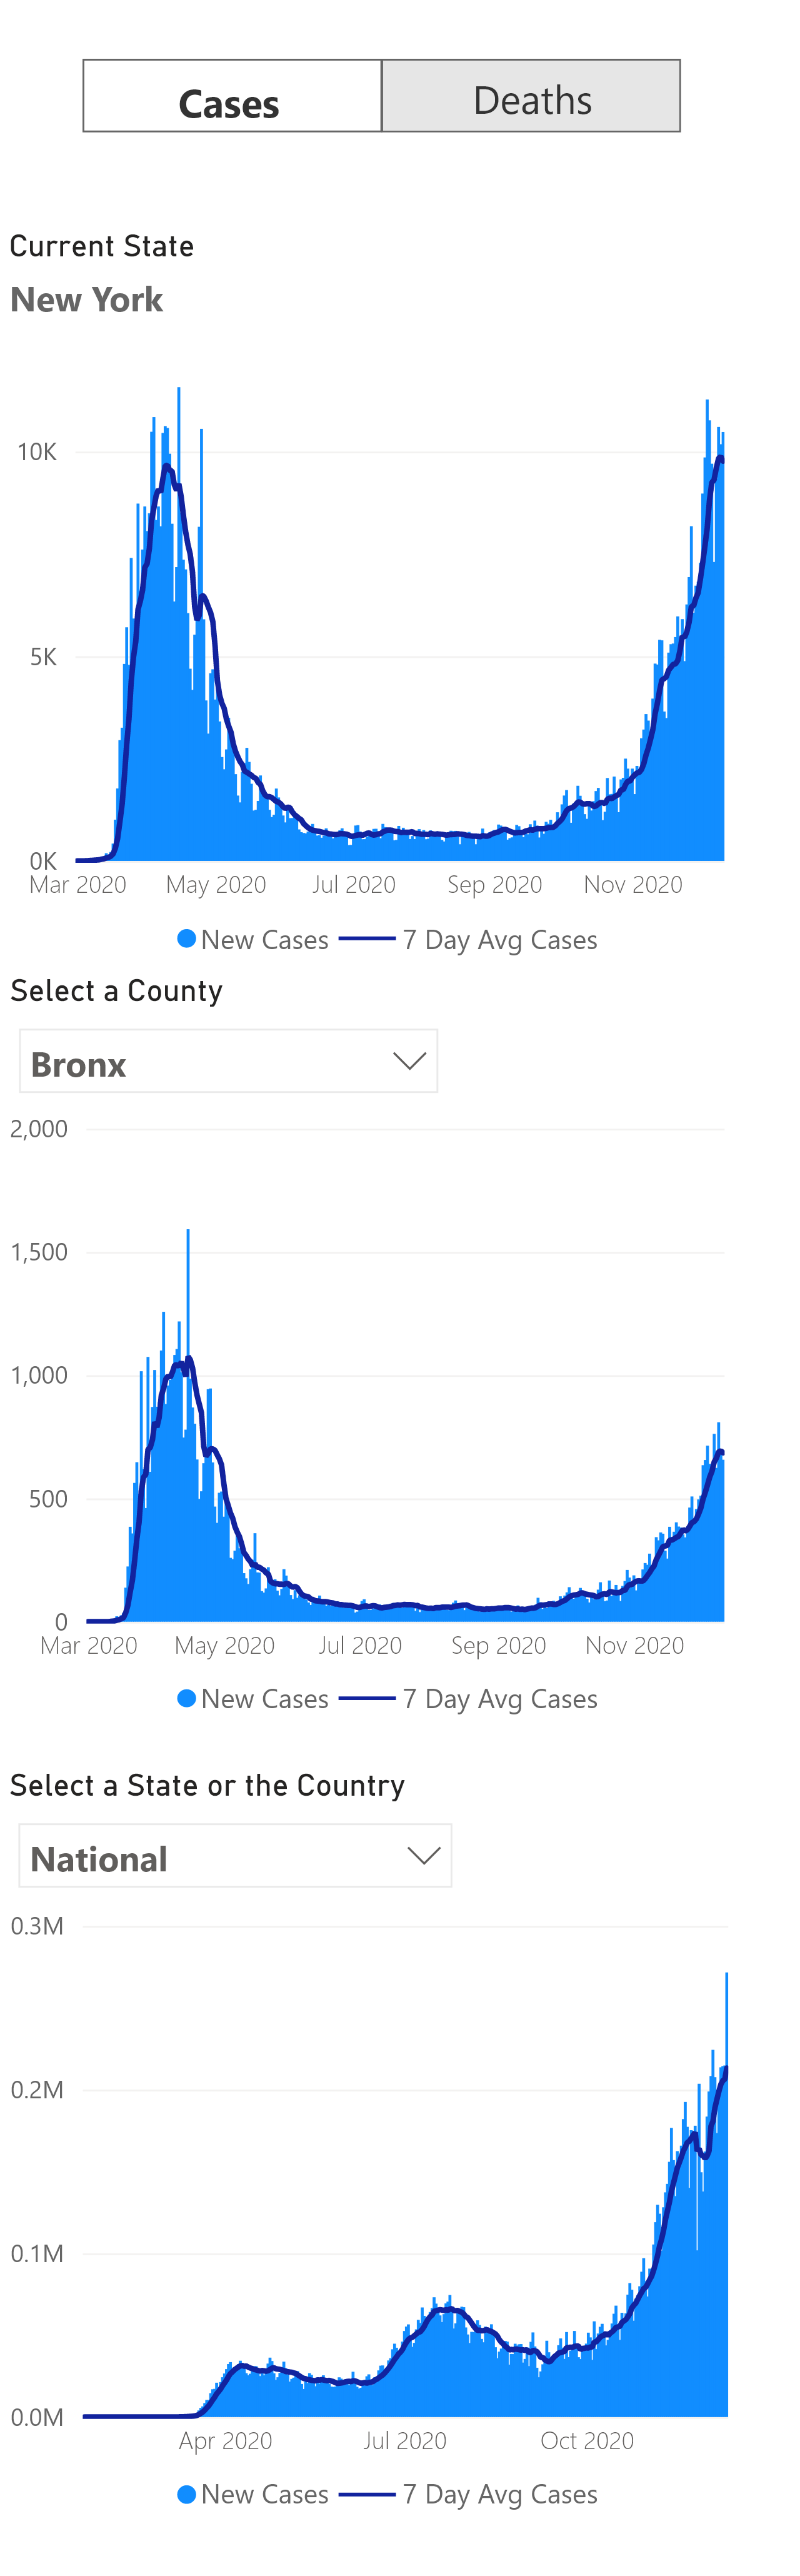 Cases Deaths
Current State
New York
10K
5K
0K
Mar 2020 May 2020 Jul 2020 Sep 2020 Nov 2020
New Cases 7 Day Avg Cases
Select a County
Bronx
2,000
1,500
1,000
500
0
Mar 2020 May 2020 Jul 2020 Sep 2020 Nov 2020
New Cases 7 Day Avg Cases
Select a State or the Country
National
0.3M
0.2M
0.1M
0.0M
Apr 2020 Jul 2020 Oct 2020
New Cases 7 Day Avg Cases